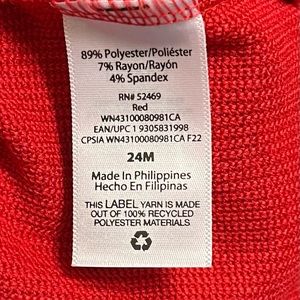 89% Polyester/Poliéster
7% Rayon/Rayón
4% Spandex
RN# 52469
Red
WN43100080981CA
EAN/UPC 1 9305831998
CPSIA WN43100080981CA F22
24M
Made In Philippines
Hecho En Filipinas
THIS LABEL YARN IS MADE
OUT OF 100% RECYCLED
POLYESTER MATERIALS